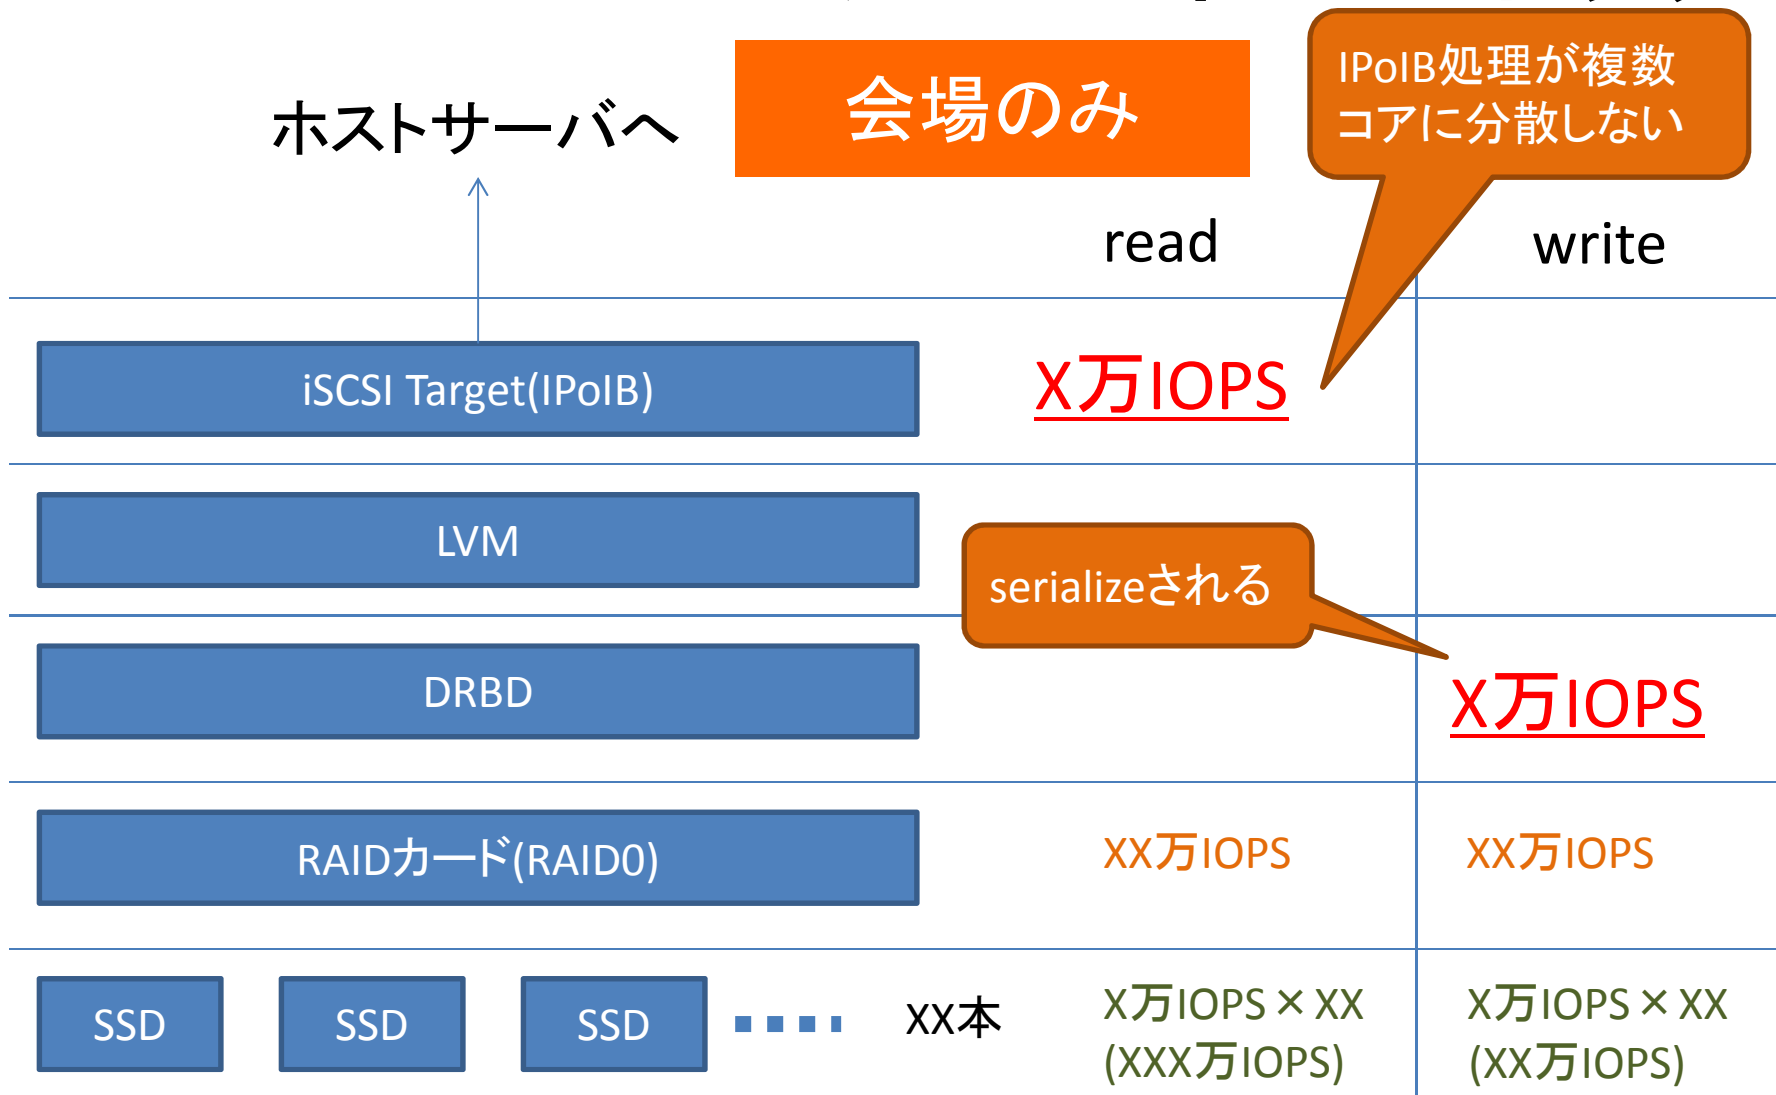 会場のみ
IPoIB処理が複数
コアに分散しない
ホストサーバへ
read
write
iSCSI Target(IPoIB)
X万IOPS
LVM
serializeされる
DRBD
X万IOPS
RAIDカード(RAID0)
XX万IOPS
XX万IOPS
SSD
SSD
SSD
XX本
X万IOPS×XX
(XXX万IOPS)
X万IOPS×XX
(XX万IOPS)